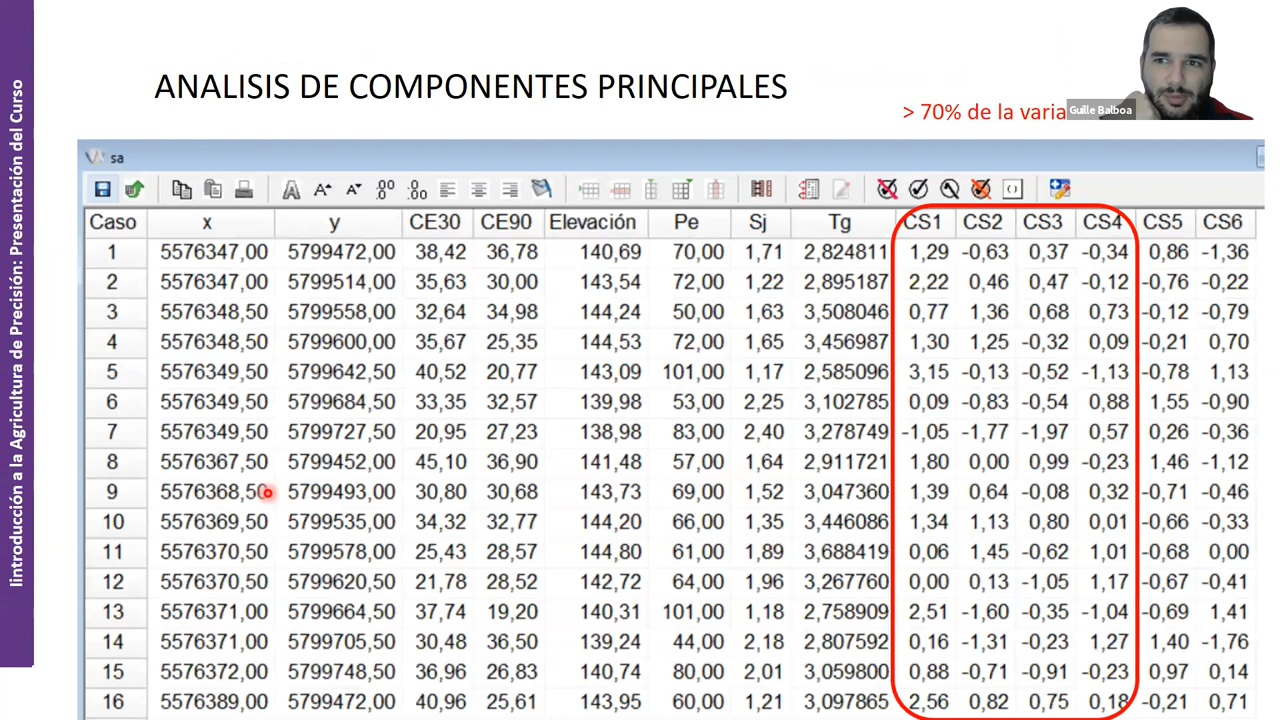 Iintroducción a la Agricultura de Precisión: Presentación del Curso
ANALISIS DE COMPONENTES PRINCIPALES
> 70% de la varia
Guille Balboa
sa
Caso x y CE30 CE90 Elevación Pe Sj Tg CS1 CS2 CS3 CS4 CS5 CS6
1 5576347,00 5799472,00 38,42 36,78 140,69 70,00 1,71 2,824811 1,29 -0,63 0,37 -0,34 0,86 -1,36
2 5576347,00 5799514,00 35,63 30,00 143,54 72,00 1,22 2,895187 2,22 0,46 0,47 -0,12 -0,76 -0,22
3 5576348,50 5799558,00 32,64 34,98 144,24 50,00 1,63 3,508046 0,77 1,36 0,68 0,73 -0,12 -0,79
4 5576348,50 5799600,00 35,67 25,35 144,53 72,00 1,65 3,456987 1,30 1,25 -0,32 0,09 -0,21 0,70
5 5576349,50 5799642,50 40,52 20,77 143,09 101,00 1,17 2,585096 3,15 -0,13 -0,52 -1,13 -0,78 1,13
6 5576349,50 5799684,50 33,35 32,57 139,98 53,00 2,25 3,102785 0,09 -0,83 -0,54 0,88 1,55 -0,90
7 5576349,50 5799727,50 20,95 27,23 138,98 83,00 2,40 3,278749 -1,05 -1,77 -1,97 0,57 0,26 -0,36
8 5576367,50 5799452,00 45,10 36,90 141,48 57,00 1,64 2,911721 1,80 0,00 0,99 -0,23 1,46 -1,12
9 5576368,50 5799493,00 30,80 30,68 143,73 69,00 1,52 3,047360 1,39 0,64 -0,08 0,32 -0,71 -0,46
10 5576369,50 5799535,00 34,32 32,77 144,20 66,00 1,35 3,446086 1,34 1,13 0,80 0,01 -0,66 -0,33
11 5576370,50 5799578,00 25,43 28,57 144,80 61,00 1,89 3,688419 0,06 1,45 -0,62 1,01 -0,68 0,00
12 5576370,50 5799620,50 21,78 28,52 142,72 64,00 1,96 3,267760 0,00 0,13 -1,05 1,17 -0,67 -0,41
13 5576371,00 5799664,50 37,74 19,20 140,31 101,00 1,18 2,758909 2,51 -1,60 -0,35 -1,04 -0,69 1,41
14 5576371,00 5799705,50 30,48 36,50 139,24 44,00 2,18 2,807592 0,16 -1,31 -0,23 1,27 1,40 -1,76
15 5576372,00 5799748,50 36,96 26,83 140,74 80,00 2,01 3,059800 0,88 -0,71 -0,91 -0,23 0,97 0,14
16 5576389,00 5799472,00 40,96 25,61 143,95 60,00 1,21 3,097865 2,56 0,82 0,75 0,18 -0,21 0,71